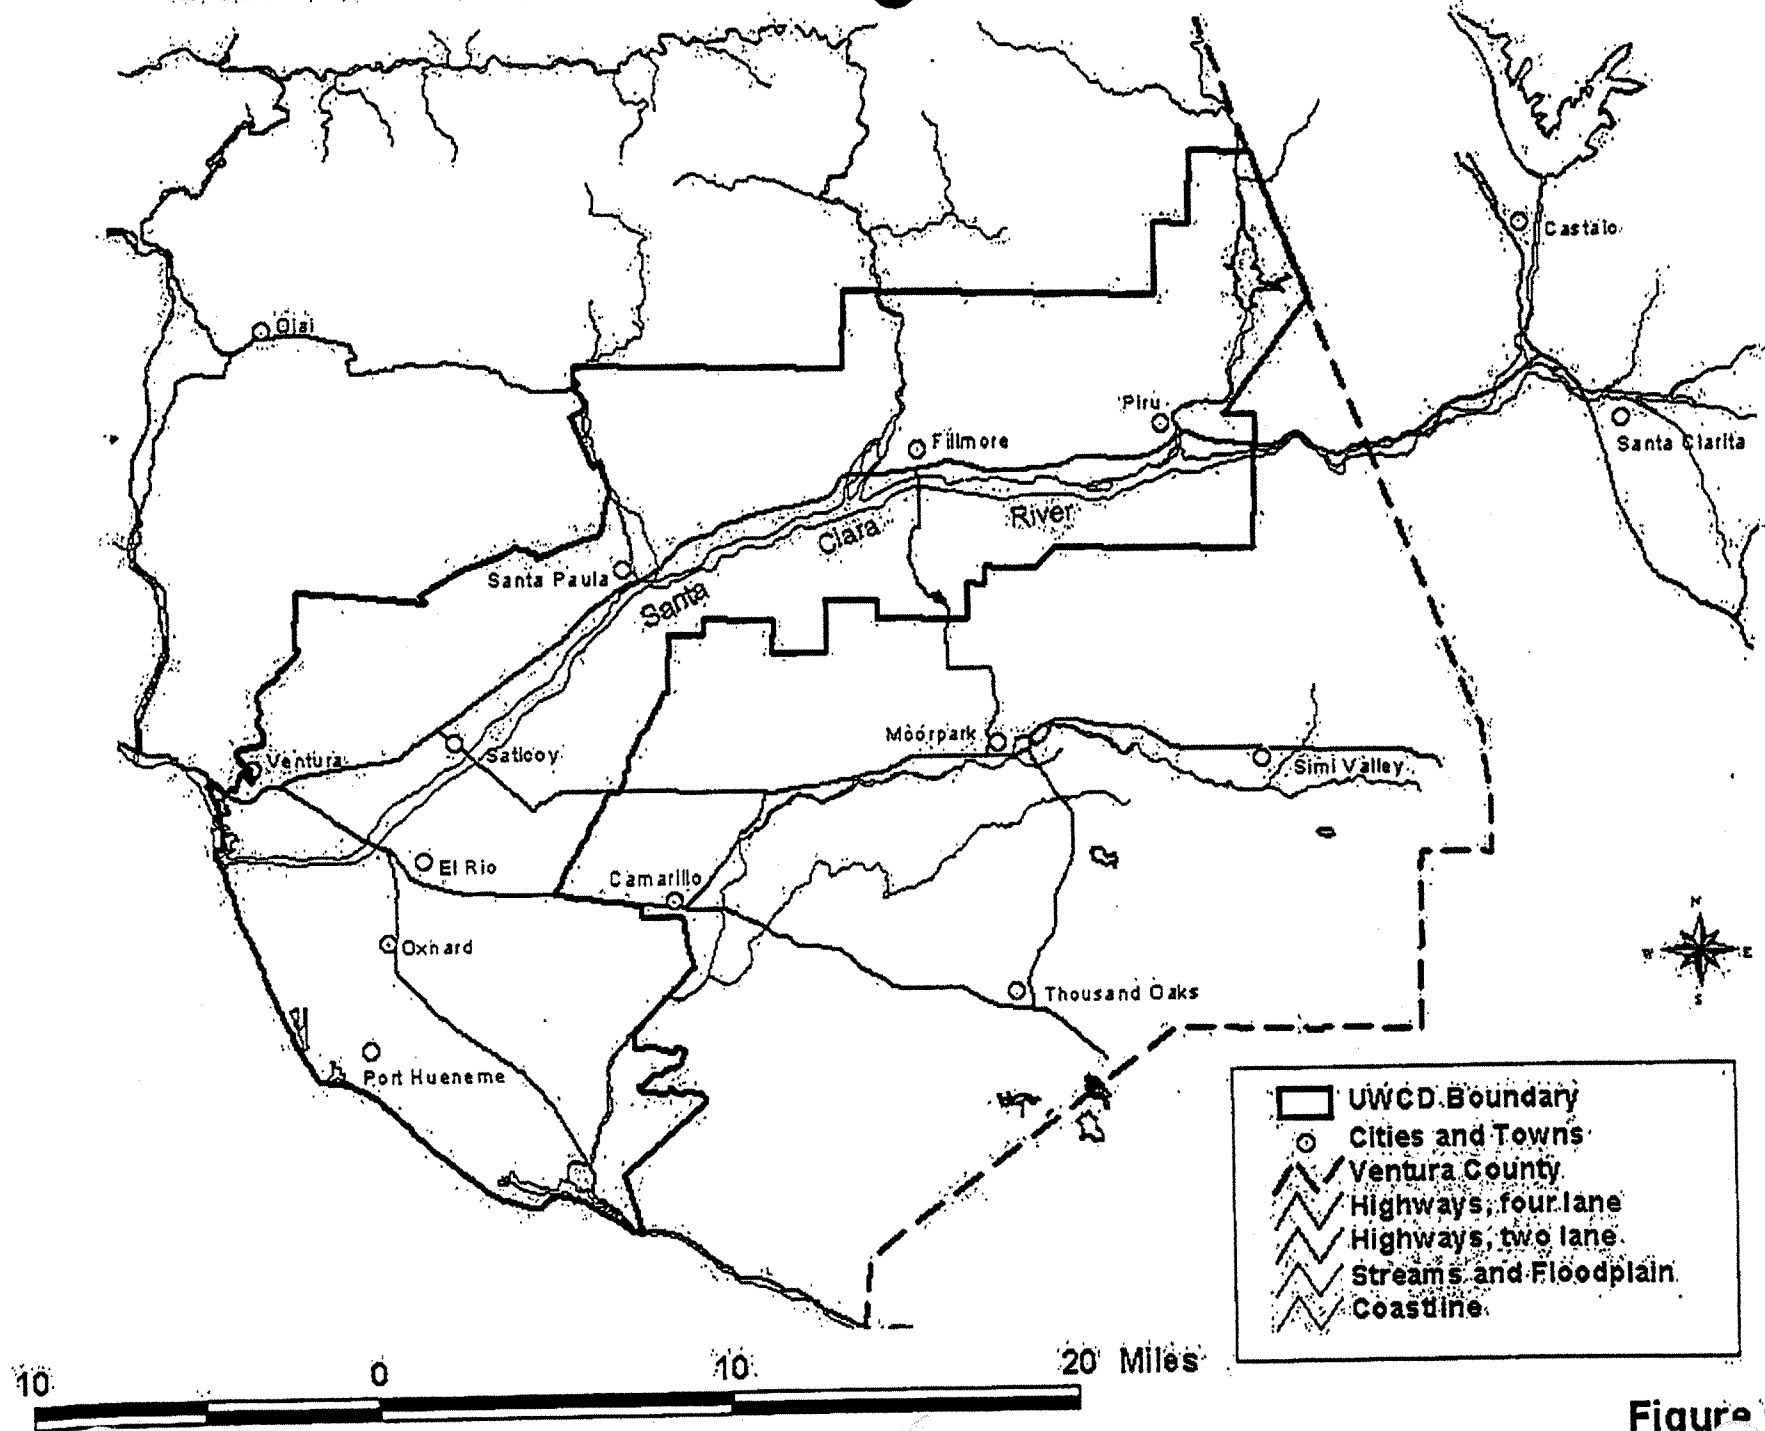 Castaio
Ojai
Piru
Fillmore
Santa Clarita
River
Clara
Santa Paula
Santa
Moorpark
Saticoy
Ventura
Simi Valley
El Rio
Camarillo
Oxnard
N
W E
S
Thousand Oaks
Port Hueneme
UWCD Boundary
Cities and Towns
Ventura County
Highways, four lane
Highways, two lane
Streams and Floodplain
Coastline
10 0 10 20 Miles
Figure